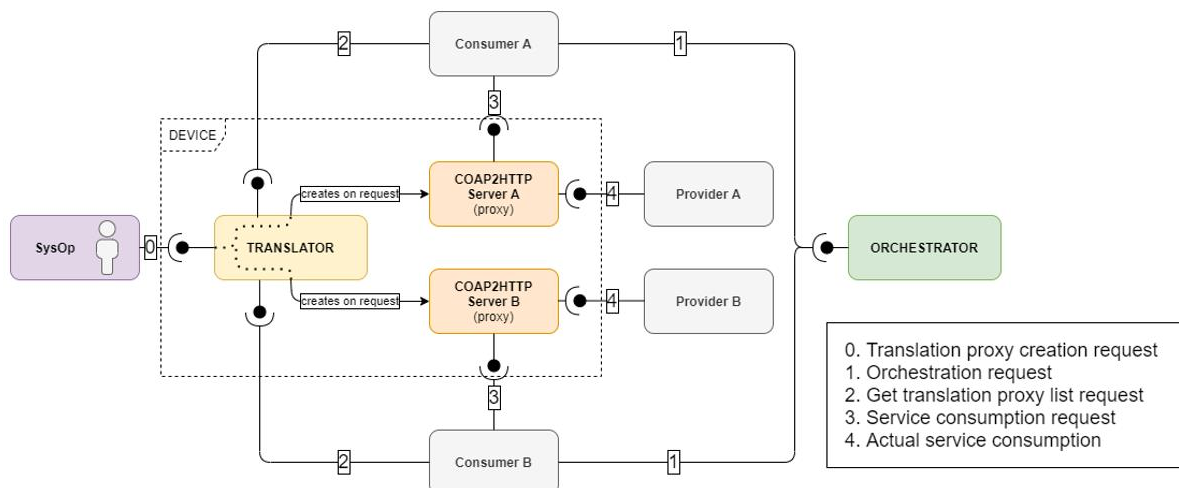 2
Consumer A
1
3
DEVICE
COAP2HTTP
Server A
(proxy)
creates on request
4
Provider A
SysOp
0
TRANSLATOR
ORCHESTRATOR
creates on request
COAP2HTTP
Server B
(proxy)
4
Provider B
3
2
Consumer B
1
0. Translation proxy creation request
1. Orchestration request
2. Get translation proxy list request
3. Service consumption request
4. Actual service consumption